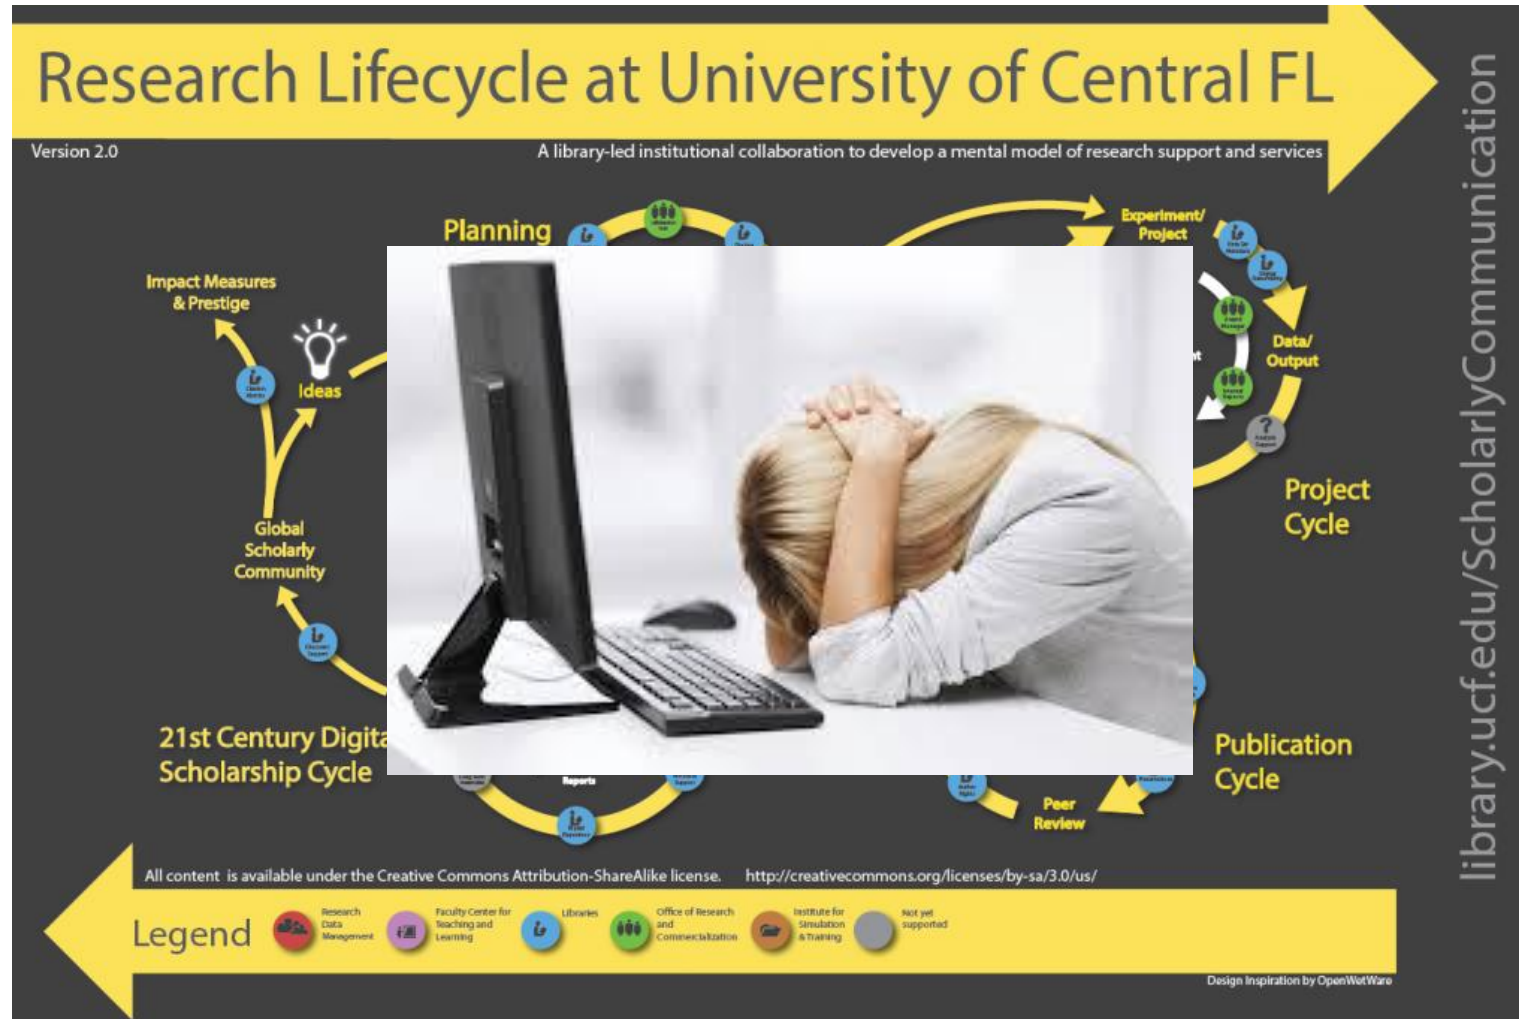 Research Lifecycle at University of Central FL
Version 2.0
A library-led institutional collaboration to develop a mental model of research support and services
library.ucf.edu/ScholarlyCommunication
Planning
Experiment/
Project
Impact Measures
& Prestige
Ideas
Data/
Output
Project
Cycle
Global
Scholarly
Community
21st Century Digita
Scholarship Cycle
Reports
Publication
Cycle
Peer
Review
All content is available under the Creative Commons Attribution-ShareAlike license. http://creativecommons.org/licenses/by-sa/3.0/us/
Legend
Research
Data
Management
Faculty Center for
Teaching and
Learning
Libraries
Office of Research
and
Commercialization
Institute for
Simulation
& Training
Not yet
supported
Design Inspiration by OpenWetWare